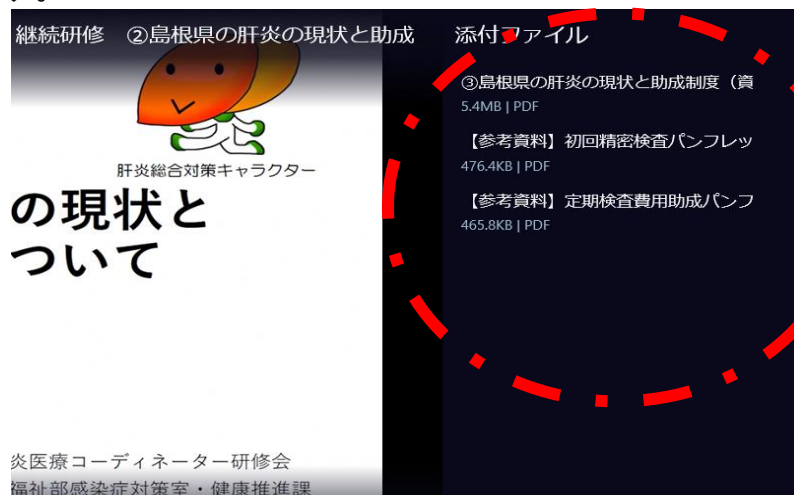 継続研修　②島根県の肝炎の現状と助成
肝炎総合対策キャラクター
の現状と
ついて
炎医療コーディネーター研修会
福祉部感染症対策室・健康推進課
添付ファイル
③島根県の肝炎の現状と助成制度（資
5.4MB | PDF
【参考資料】初回精密検査パンフレッ
476.4KB | PDF
【参考資料】定期検査費用助成パンフ
465.8KB | PDF